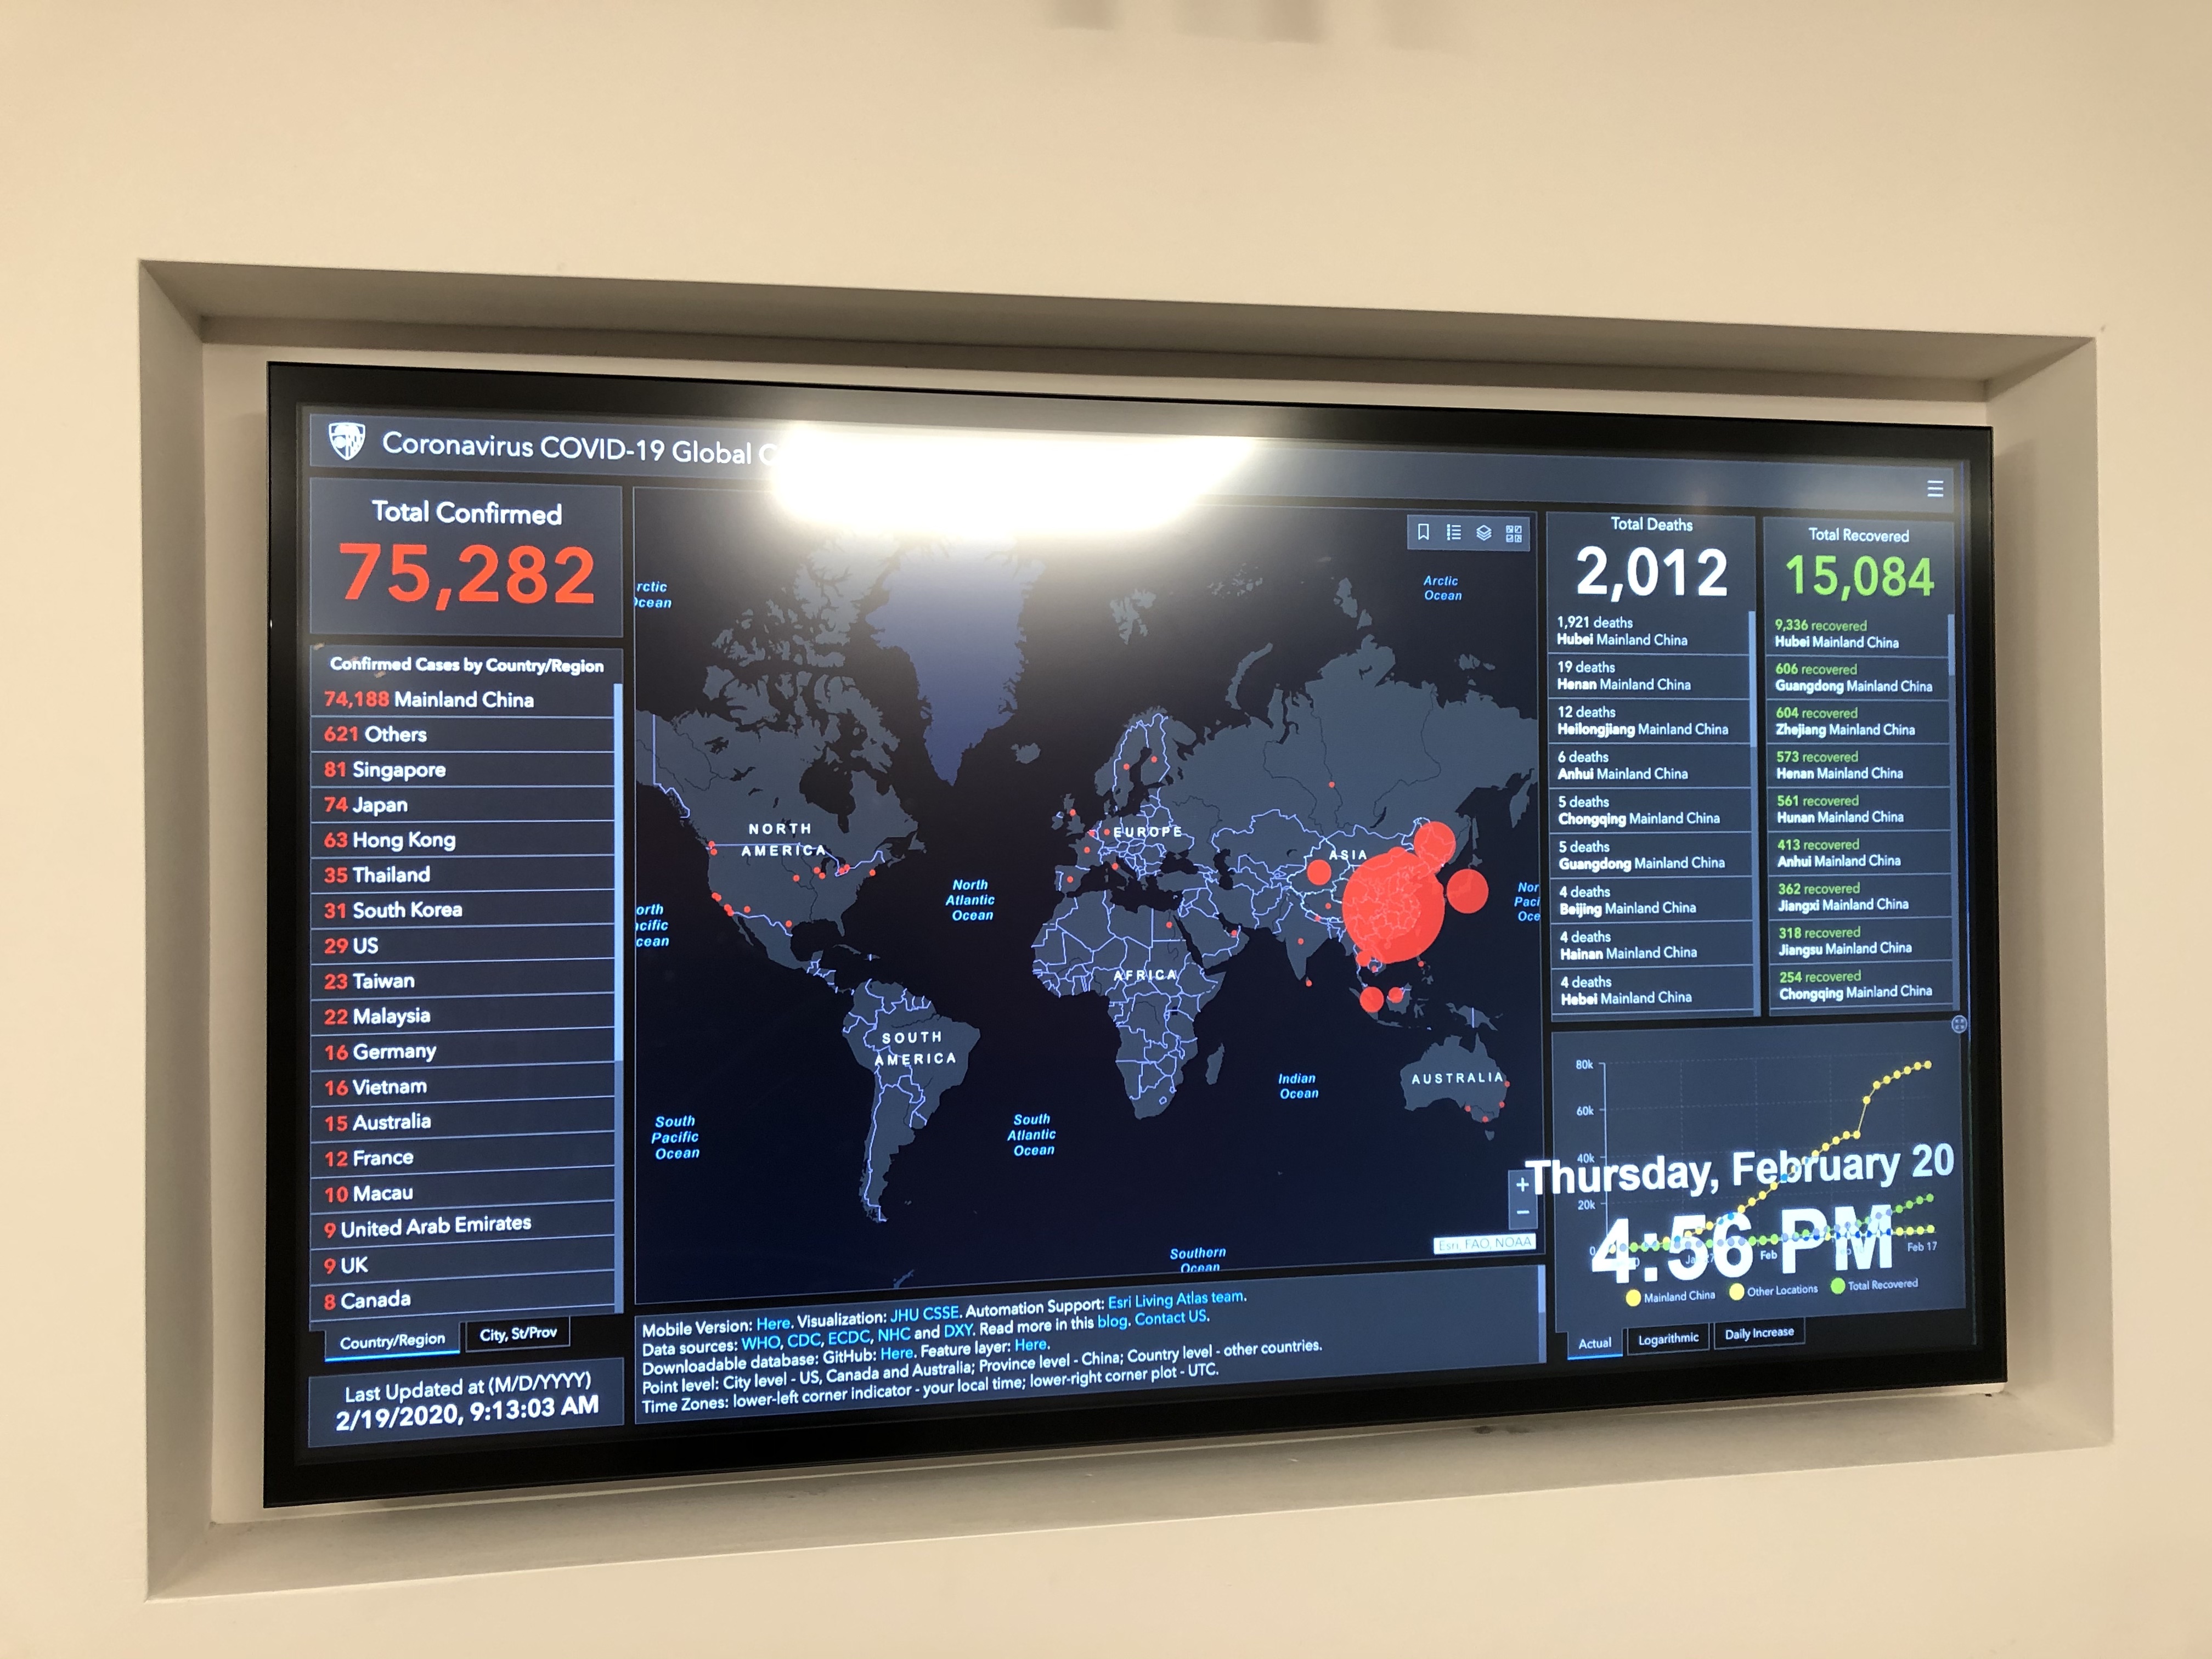 Coronavirus COVID-19 Global
Total Confirmed
75,282
Confirmed Cases by Country/Region
74,188 Mainland China
621 Others
81 Singapore
74 Japan
63 Hong Kong
35 Thailand
31 South Korea
29 US
23 Taiwan
22 Malaysia
16 Germany
16 Vietnam
15 Australia
12 France
10 Macau
9 United Arab Emirates
9 UK
8 Canada
Country/Region
City, St/Prov
Last Updated at (M/D/YYYY)
2/19/2020, 9:13:03 AM
rctic
cean
Arctic
Ocean
NORTH
AMERICA
EUROPE
ASIA
North
Atlantic
Ocean
orth
cific
cean
Nor
Paci
Oce
AFRICA
SOUTH
AMERICA
Indian
Ocean
AUSTRALIA
South
Pacific
Ocean
South
Atlantic
Ocean
Southern
Ocean
+
−
Esri, FAO, NOAA
Mobile Version: Here. Visualization: JHU CSSE. Automation Support: Esri Living Atlas team.
Data sources: WHO, CDC, ECDC, NHC and DXY. Read more in this blog. Contact US.
Downloadable database: GitHub: Here. Feature layer: Here.
Point level: City level - US, Canada and Australia; Province level - China; Country level - other countries.
Time Zones: lower-left corner indicator - your local time; lower-right corner plot - UTC.
Total Deaths
2,012
1,921 deaths
Hubei Mainland China
19 deaths
Henan Mainland China
12 deaths
Heilongjiang Mainland China
6 deaths
Anhui Mainland China
5 deaths
Chongqing Mainland China
5 deaths
Guangdong Mainland China
4 deaths
Beijing Mainland China
4 deaths
Hainan Mainland China
4 deaths
Hebei Mainland China
Total Recovered
15,084
9,336 recovered
Hubei Mainland China
606 recovered
Guangdong Mainland China
604 recovered
Zhejiang Mainland China
573 recovered
Henan Mainland China
561 recovered
Hunan Mainland China
413 recovered
Anhui Mainland China
362 recovered
Jiangxi Mainland China
318 recovered
Jiangsu Mainland China
254 recovered
Chongqing Mainland China
80k
60k
40k
20k
0
Thursday, February 20
4:56 PM
Feb
Feb 17
Mainland China
Other Locations
Total Recovered
Actual
Logarithmic
Daily Increase